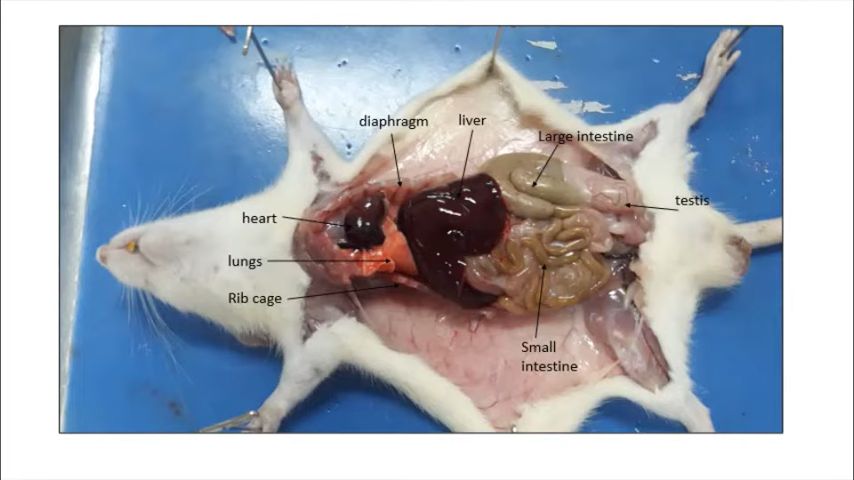 diaphragm
liver
Large intestine
testis
heart
lungs
Rib cage
Small
intestine